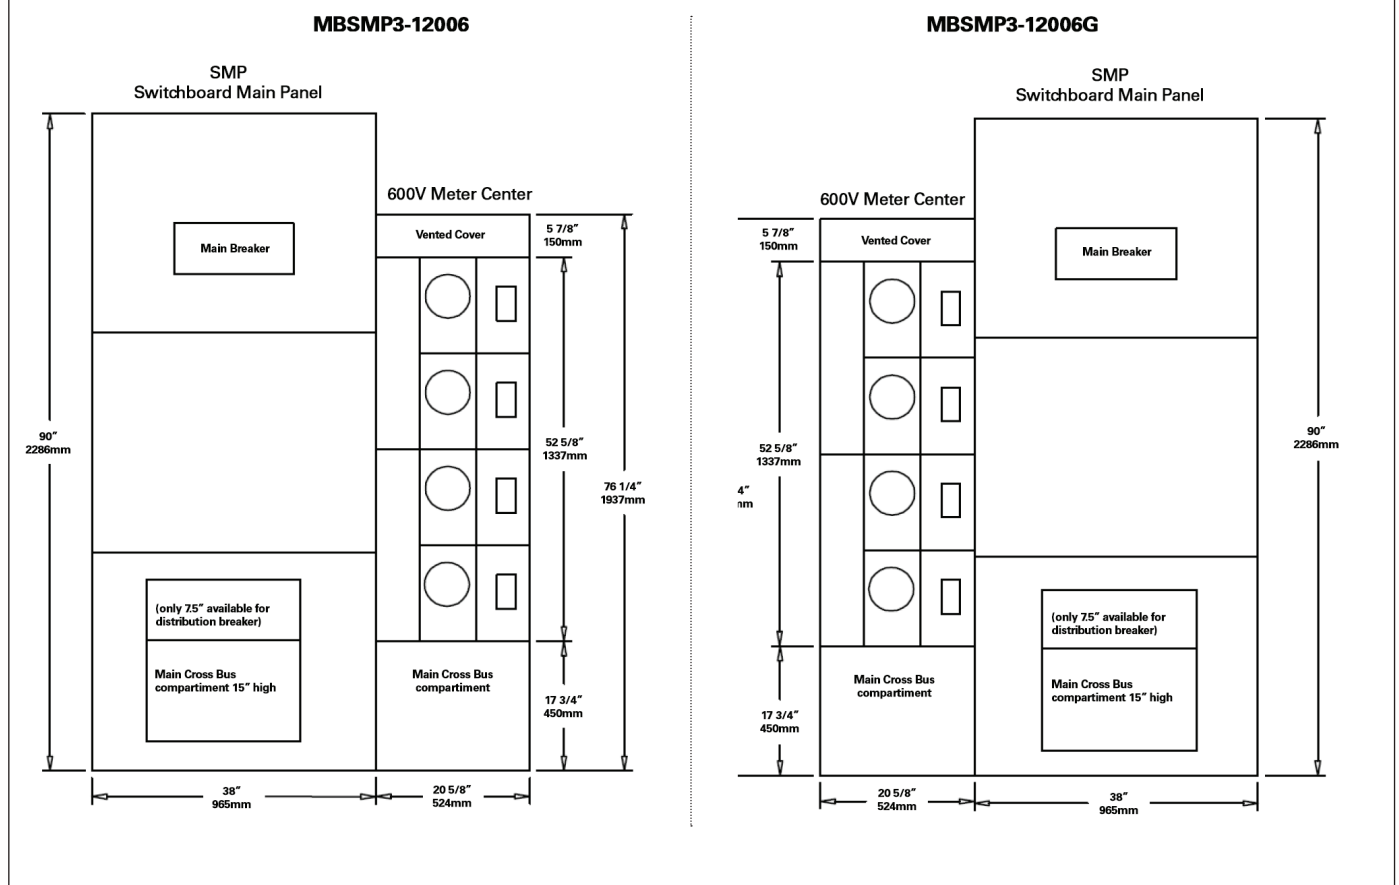 MBSMP3-12006
SMP
Switchboard Main Panel
600V Meter Center
Vented Cover
5 7/8"
150mm
Main Breaker
90"
2286mm
52 5/8"
1337mm
76 1/4"
1937mm
(only 7.5" available for
distribution breaker)
Main Cross Bus
compartment 15" high
Main Cross Bus
compartment
17 3/4"
450mm
38"
965mm
20 5/8"
524mm
MBSMP3-12006G
SMP
Switchboard Main Panel
600V Meter Center
5 7/8"
150mm
Vented Cover
Main Breaker
52 5/8"
1337mm
4"
90"
2286mm
(only 7.5" available for
distribution breaker)
Main Cross Bus
compartment
Main Cross Bus
compartment 15" high
17 3/4"
450mm
20 5/8"
524mm
38"
965mm